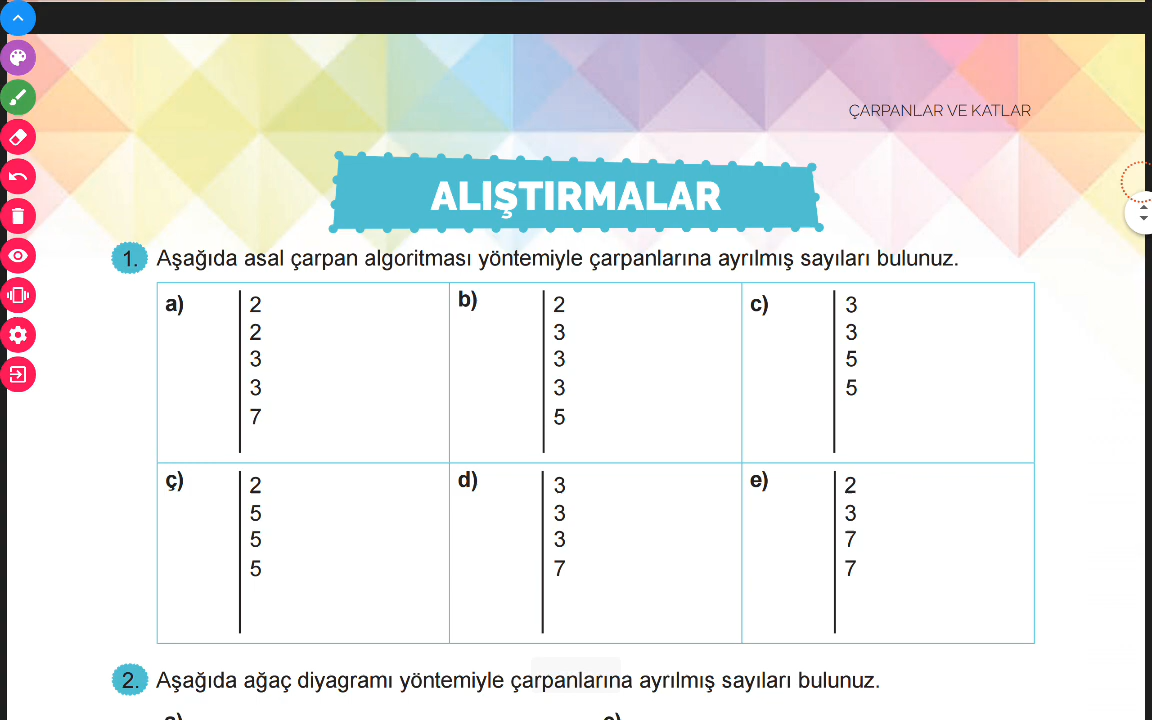 ÇARPANLAR VE KATLAR
ALIŞTIRMALAR
1. Aşağıda asal çarpan algoritması yöntemiyle çarpanlarına ayrılmış sayıları bulunuz.
a)
2
2
3
3
7
b)
2
3
3
3
5
c)
3
3
5
5
ç)
2
5
5
5
d)
3
3
3
7
e)
2
3
7
7
2. Aşağıda ağaç diyagramı yöntemiyle çarpanlarına ayrılmış sayıları bulunuz.